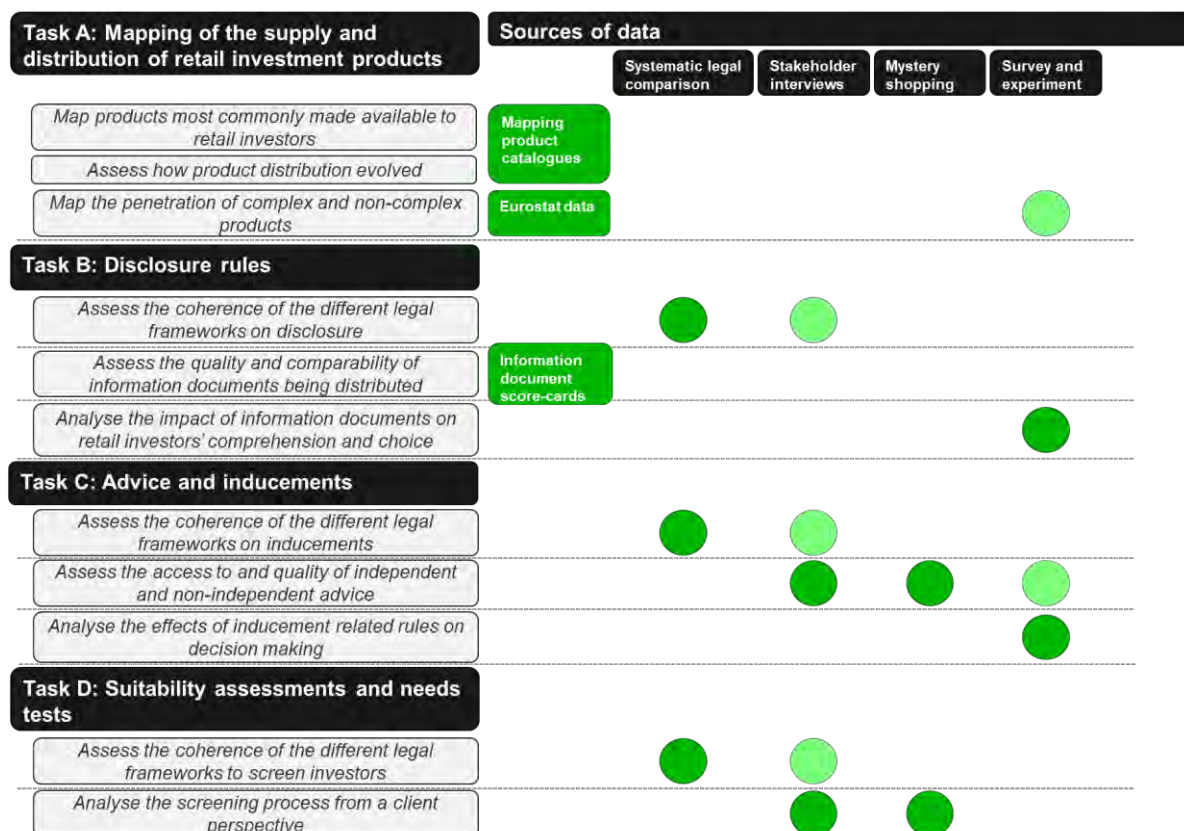 Task A: Mapping of the supply and
distribution of retail investment products
Sources of data
Systematic legal
comparison
Stakeholder
interviews
Mystery
shopping
Survey and
experiment
Map products most commonly made available to
retail investors
Assess how product distribution evolved
Mapping
product
catalogues
Map the penetration of complex and non-complex
products
Eurostat data
Task B: Disclosure rules
Assess the coherence of the different legal
frameworks on disclosure
Assess the quality and comparability of
information documents being distributed
Information
document
score-cards
Analyse the impact of information documents on
retail investors' comprehension and choice
Task C: Advice and inducements
Assess the coherence of the different legal
frameworks on inducements
Assess the access to and quality of independent
and non-independent advice
Analyse the effects of inducement related rules on
decision making
Task D: Suitability assessments and needs
tests
Assess the coherence of the different legal
frameworks to screen investors
Analyse the screening process from a client
perspective